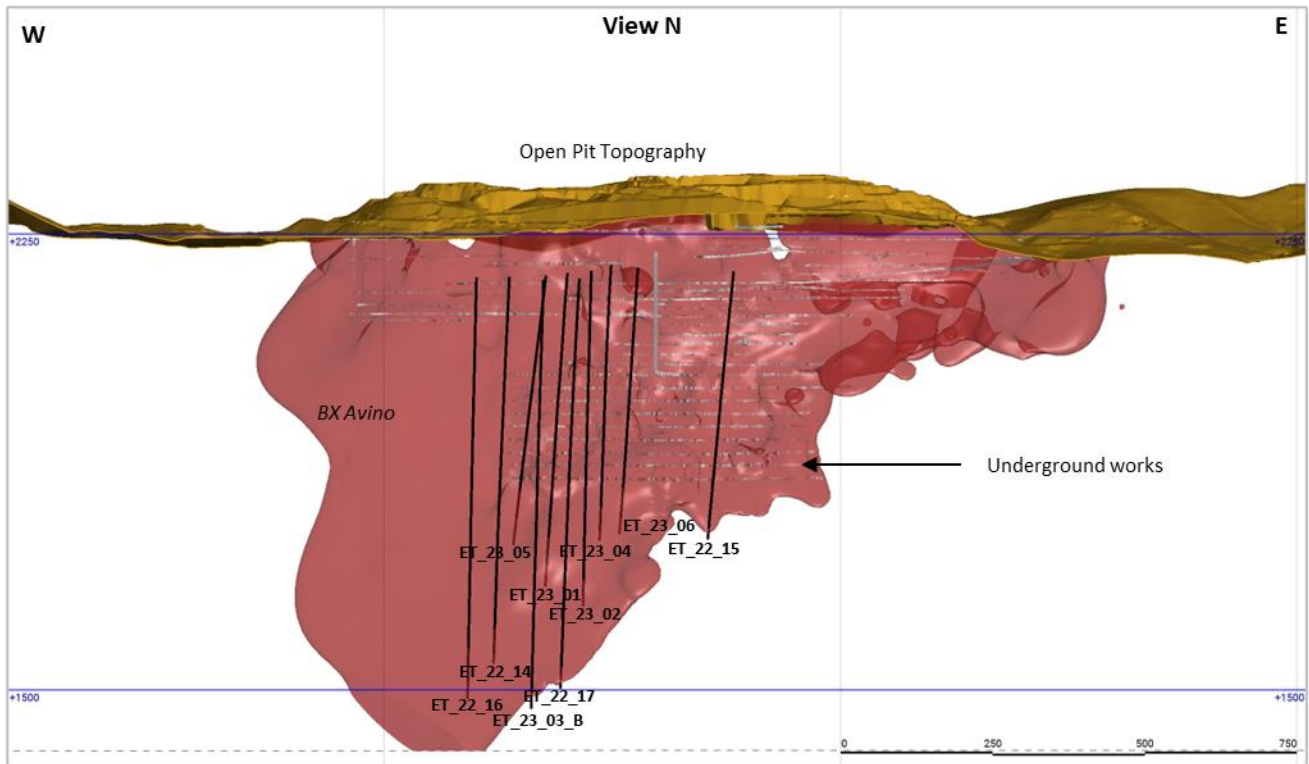 W
View N
E
Open Pit Topography
+2250
+2250
BX Avino
Underground works
ET_23_06
ET_23_05
ET_23_04
ET_22_15
ET_23_01
ET_23_02
ET_22_14
+1500
ET_22_17
+1500
ET_22_16
ET_23_03_B
0
250
500
750